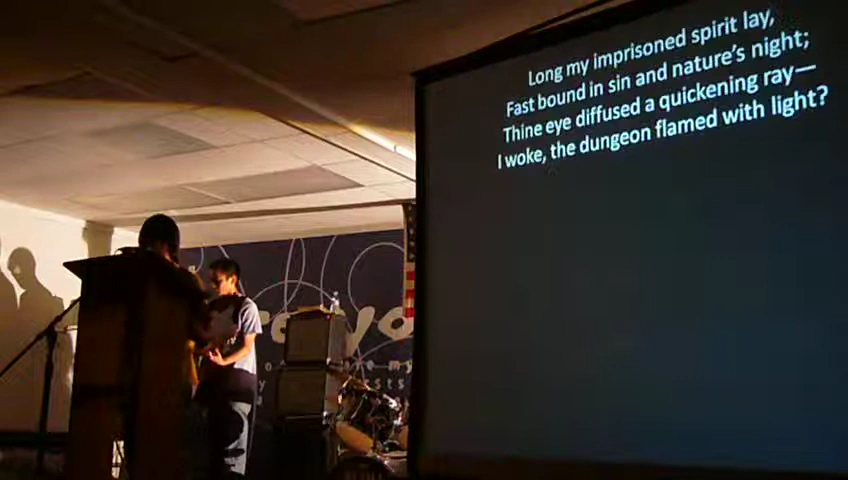 Long my imprisoned spirit lay,
Fast bound in sin and nature's night;
Thine eye diffused a quickening ray—
I woke, the dungeon flamed with light?